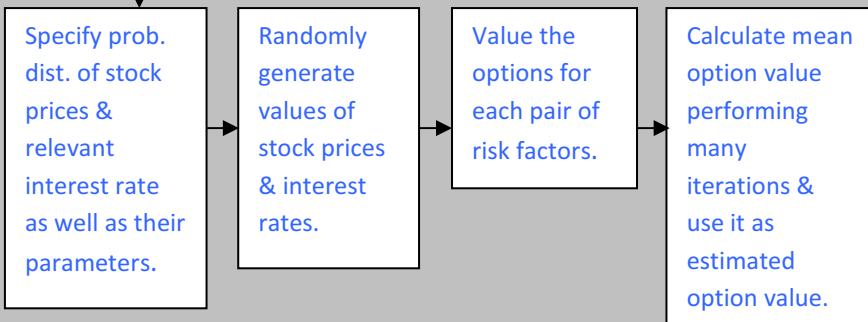 Specify prob.
dist. of stock
prices &
relevant
interest rate
as well as their
parameters.
Randomly
generate
values of
stock prices
& interest
rates.
Value the
options for
each pair of
risk factors.
Calculate mean
option value
performing
many
iterations &
use it as
estimated
option value.